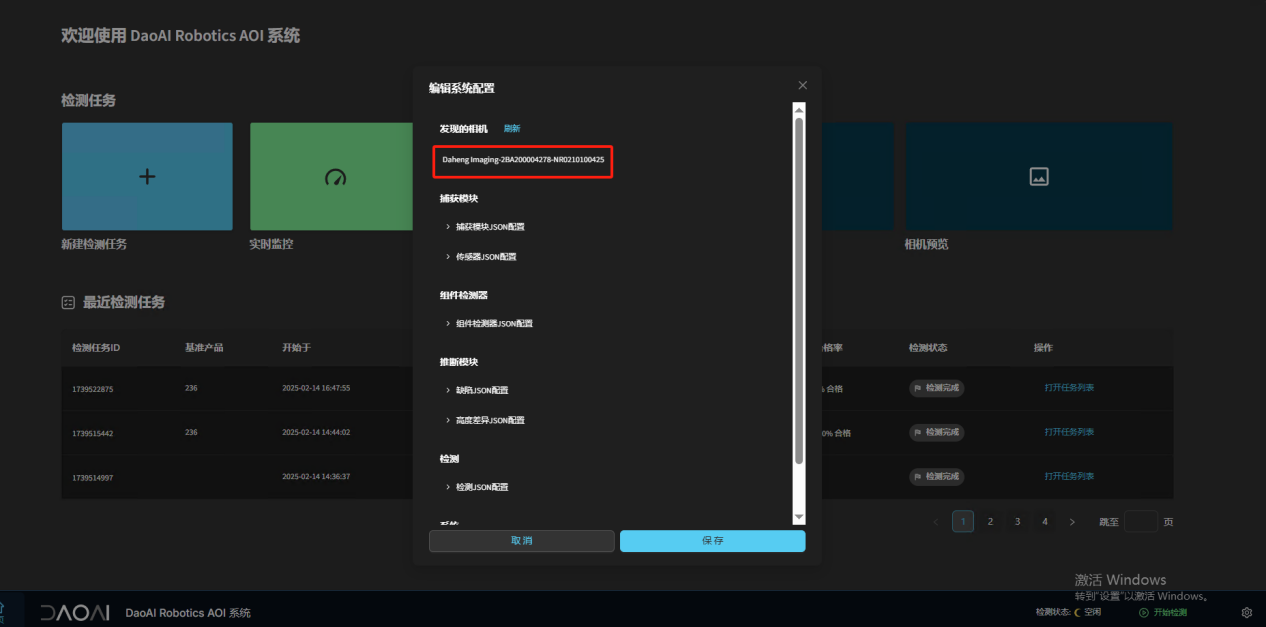 欢迎使用 DaoAI Robotics AOI 系统
编辑系统配置
检测任务
发现的相机 刷新
Daheng Imaging-2BA200004278-NR0210100425
捕获模块
捕获模块JSON配置
新建检测任务 实时监控 相机预览
传感器JSON配置
组件检测器
最近检测任务
组件检测器JSON配置
检测任务ID 基准产品 开始于 格率 检测状态 操作
推断模块
1739522875 236 2025-02-14 16:47:55 缺陷JSON配置 合格 检测完成 打开任务列表
高度差异JSON配置
1739515442 236 2025-02-14 14:44:02 0% 合格 检测完成 打开任务列表
检测
1739514997 2025-02-14 14:36:37 检测完成 打开任务列表
检测JSON配置
1 2 3 4 跳至 页
取消 保存
激活 Windows
转到"设置"以激活 Windows。
DAOAI DaoAI Robotics AOI 系统 检测状态: 空闲 开始检测